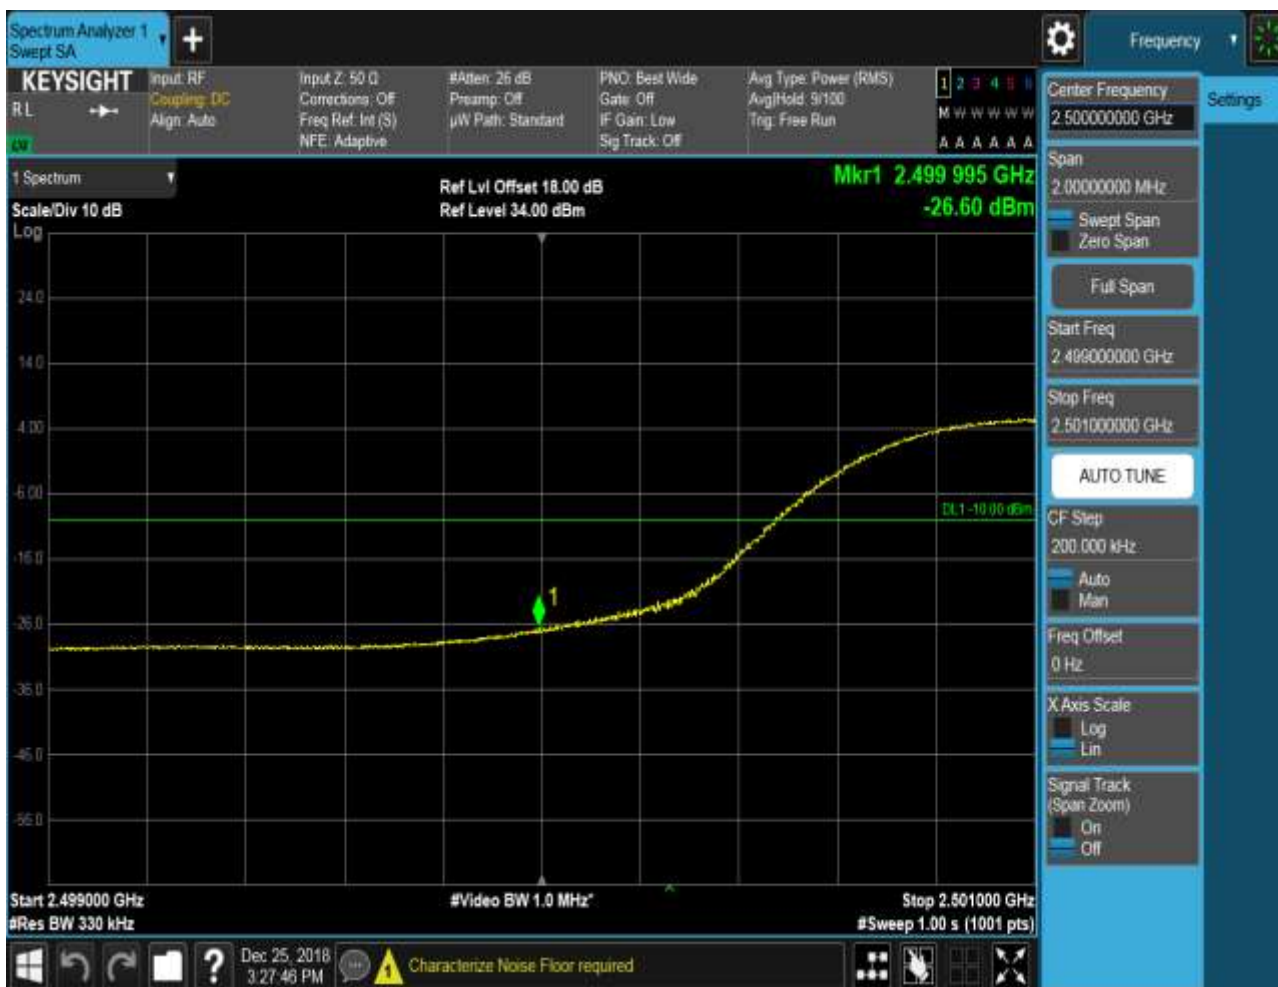 Spectrum Analyzer 1
Swept SA
+
Frequency
KEYSIGHT
R L
Input: RF
Coupling: DC
Align: Auto
Input Z: 50 Ω
Corrections: Off
Freq Ref: Int (S)
NFE: Adaptive
#Atten: 26 dB
Preamp: Off
µW Path: Standard
PNO: Best Wide
Gate: Off
IF Gain: Low
Sig Track: Off
Avg Type: Power (RMS)
Avg|Hold: 9/100
Trig: Free Run
1 2 3 4 5 6
M W W W W W
A A A A A A
1 Spectrum
Scale/Div 10 dB
Log
Ref Lvl Offset 18.00 dB
Ref Level 34.00 dBm
Mkr1 2.499 995 GHz
-26.60 dBm
24.0
14.0
4.00
-6.00
-16.0
-26.0
-36.0
-46.0
-56.0
DL1 -10.00 dBm
1
Start 2.499000 GHz
#Res BW 330 kHz
#Video BW 1.0 MHz*
Stop 2.501000 GHz
#Sweep 1.00 s (1001 pts)
Center Frequency
2.500000000 GHz
Settings
Span
2.00000000 MHz
Swept Span
Zero Span
Full Span
Start Freq
2.499000000 GHz
Stop Freq
2.501000000 GHz
AUTO TUNE
CF Step
200.000 kHz
Auto
Man
Freq Offset
0 Hz
X Axis Scale
Log
Lin
Signal Track
(Span Zoom)
On
Off
?
Dec 25, 2018
3:27:46 PM
1
Characterize Noise Floor required